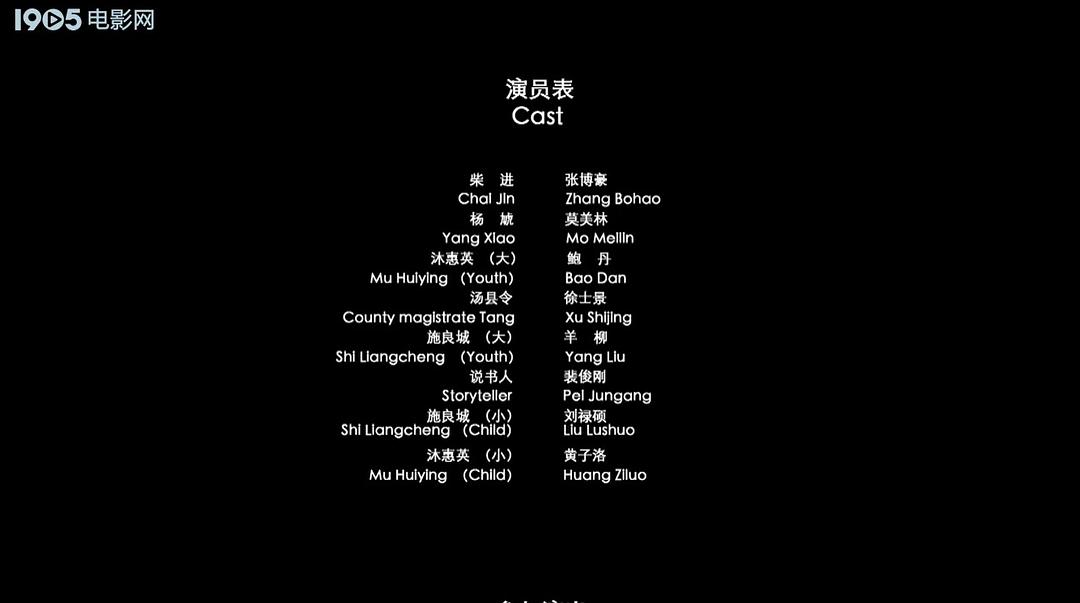 1905电影网
演员表
Cast
柴 进 张博豪
Chai Jin Zhang Bohao
杨 虓 莫美林
Yang Xiao Mo Meilin
沐惠英 (大) 鲍 丹
Mu Huiying (Youth) Bao Dan
汤县令 徐士景
County magistrate Tang Xu Shijing
施良城 (大) 羊 柳
Shi Liangcheng (Youth) Yang Liu
说书人 裴俊刚
Storyteller Pei Jungang
施良城 (小) 刘禄硕
Shi Liangcheng (Child) Liu Lushuo
沐惠英 (小) 黄子洛
Mu Huiying (Child) Huang Ziluo